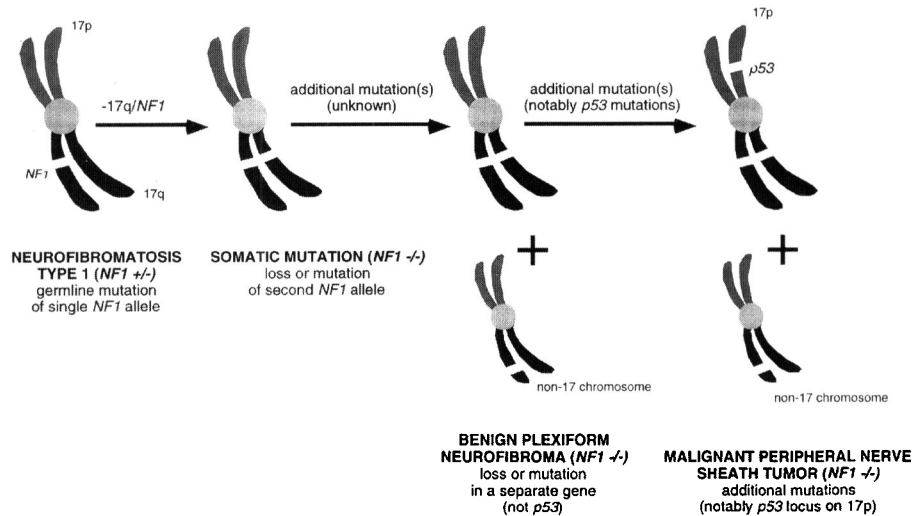 17p
NF1
17q
-17q/NF1
additional mutation(s)
(unknown)
additional mutation(s)
(notably p53 mutations)
17p
p53
NEUROFIBROMATOSIS
TYPE 1 (NF1 +/-)
germline mutation
of single NF1 allele
SOMATIC MUTATION (NF1 -/-)
loss or mutation
of second NF1 allele
+
non-17 chromosome
BENIGN PLEXIFORM
NEUROFIBROMA (NF1 -/-)
loss or mutation
in a separate gene
(not p53)
+
non-17 chromosome
MALIGNANT PERIPHERAL NERVE
SHEATH TUMOR (NF1 -/-)
additional mutations
(notably p53 locus on 17p)